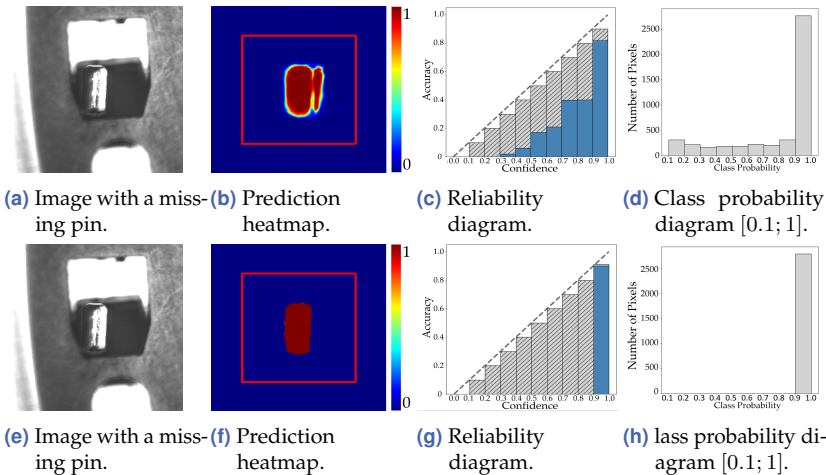 1
0
Accuracy
1.0
0.8
0.6
0.4
0.2
0
0.0 0.1 0.2 0.3 0.4 0.5 0.6 0.7 0.8 0.9 1.0
Confidence
Number of Pixels
2500
2000
1500
1000
500
0
0.1 0.2 0.3 0.4 0.5 0.6 0.7 0.8 0.9 1.0
Class Probability
(a) Image with a miss-
ing pin.
(b) Prediction
heatmap.
(c) Reliability
diagram.
(d) Class probability
diagram [0.1; 1].
1
0
Accuracy
1.0
0.8
0.6
0.4
0.2
0
0.0 0.1 0.2 0.3 0.4 0.5 0.6 0.7 0.8 0.9 1.0
Confidence
Number of Pixels
2500
2000
1500
1000
500
0
0.1 0.2 0.3 0.4 0.5 0.6 0.7 0.8 0.9 1.0
Class Probability
(e) Image with a miss-
ing pin.
(f) Prediction
heatmap.
(g) Reliability
diagram.
(h) lass probability di-
agram [0.1; 1].